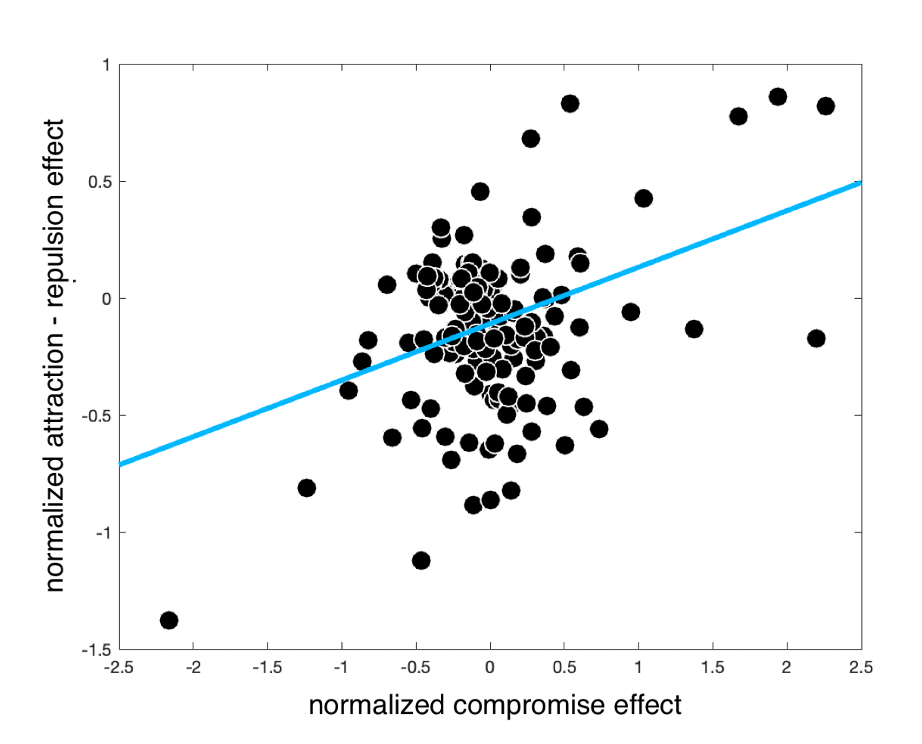 1
0.5
0
-0.5
-1
-1.5
normalized attraction - repulsion effect
-2.5 -2 -1.5 -1 -0.5 0 0.5 1 1.5 2 2.5
normalized compromise effect